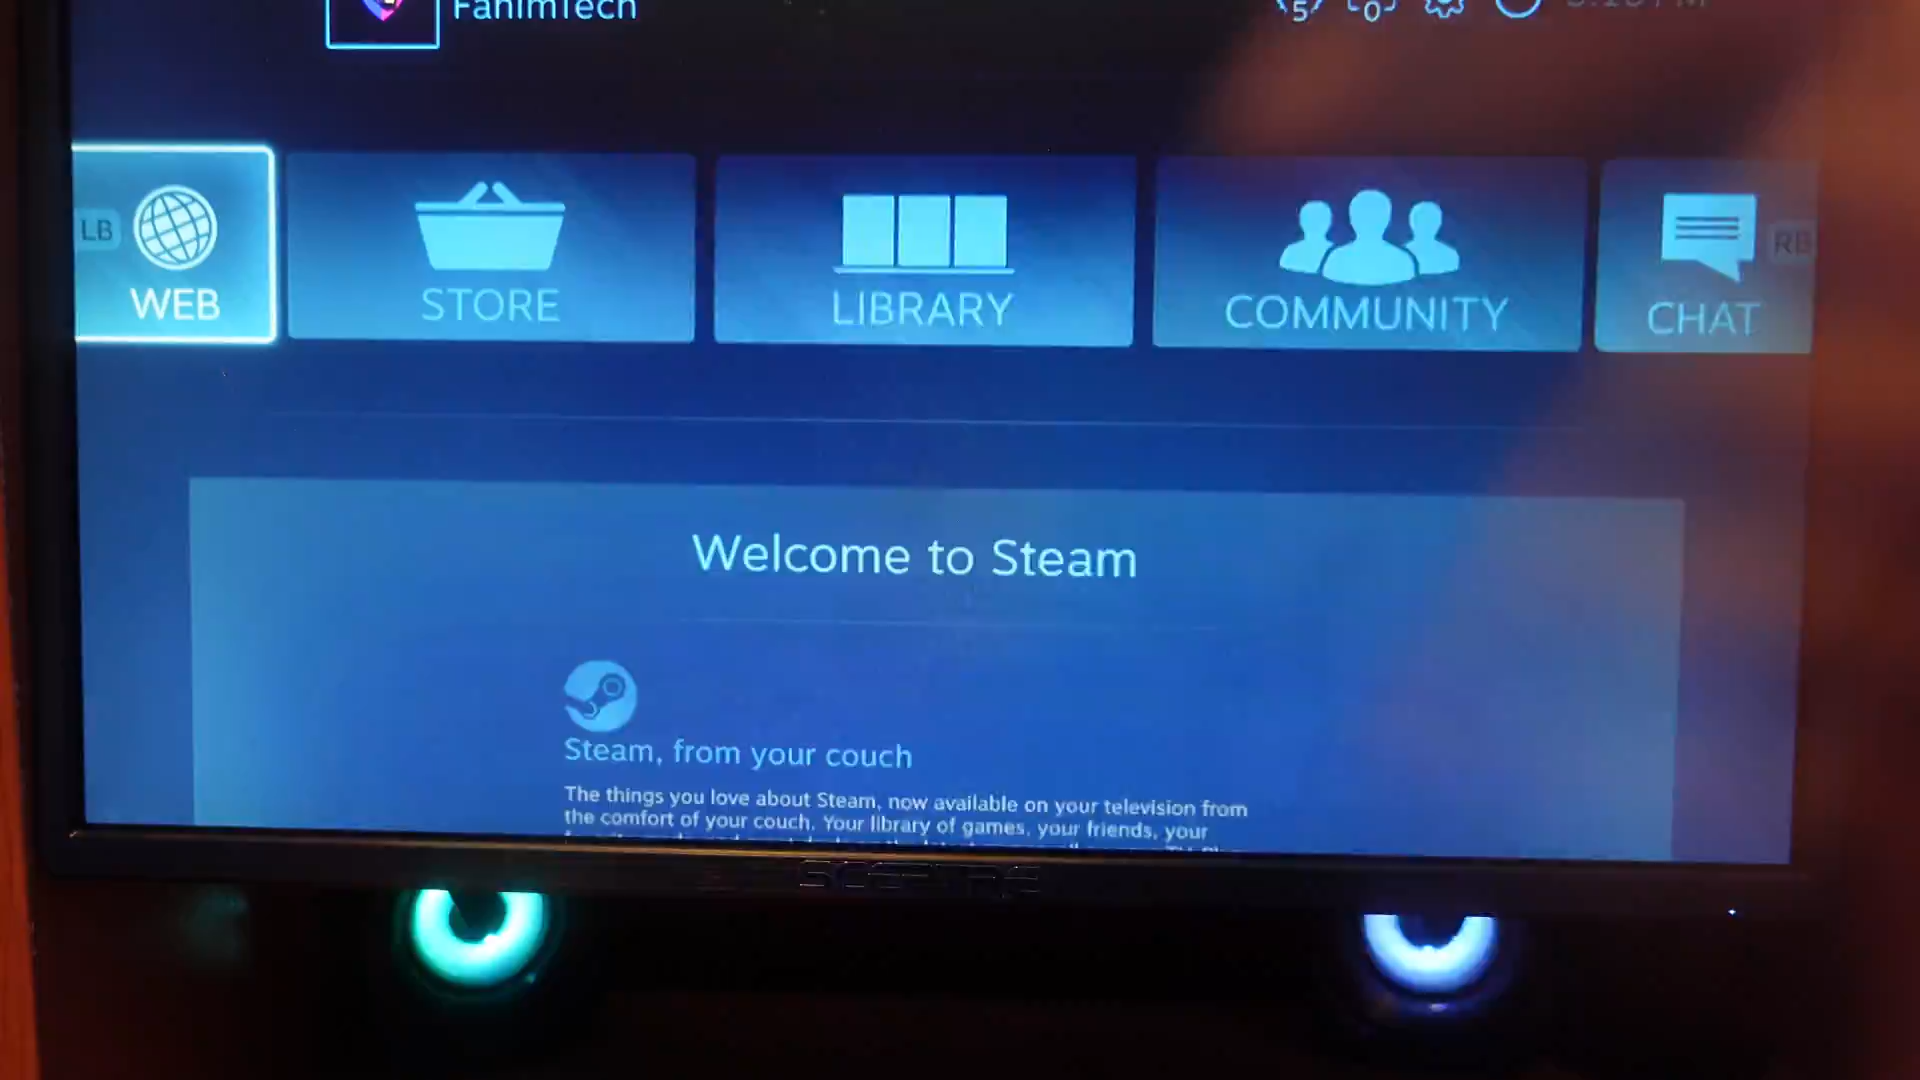 FahimTech
5
0
LB
WEB
STORE
LIBRARY
COMMUNITY
CHAT
RB
Welcome to Steam
Steam, from your couch
The things you love about Steam, now available on your television from
the comfort of your couch. Your library of games, your friends, your
SCEPTRE